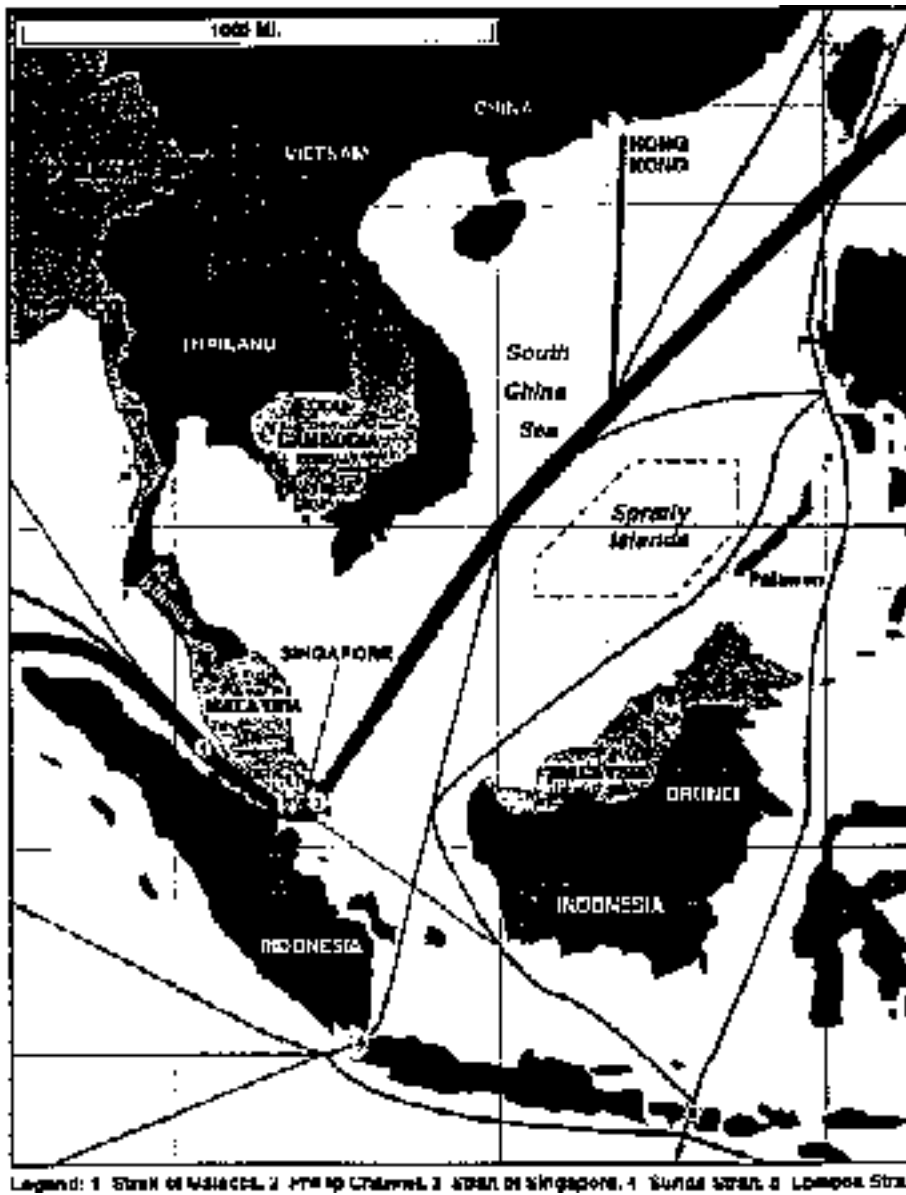 1000 MI.
CHINA
VIETNAM
HONG
KONG
THAILAND
South
China
Sea
CAMBODIA
Spratly
Islands
Palawan
SINGAPORE
MALAYSIA
BRUNEI
INDONESIA
INDONESIA
Legend: 1 Strait of Malacca, 2 Philip Channel, 3 Strait of Singapore, 4 Sunda Strait, 5 Lombok Stra